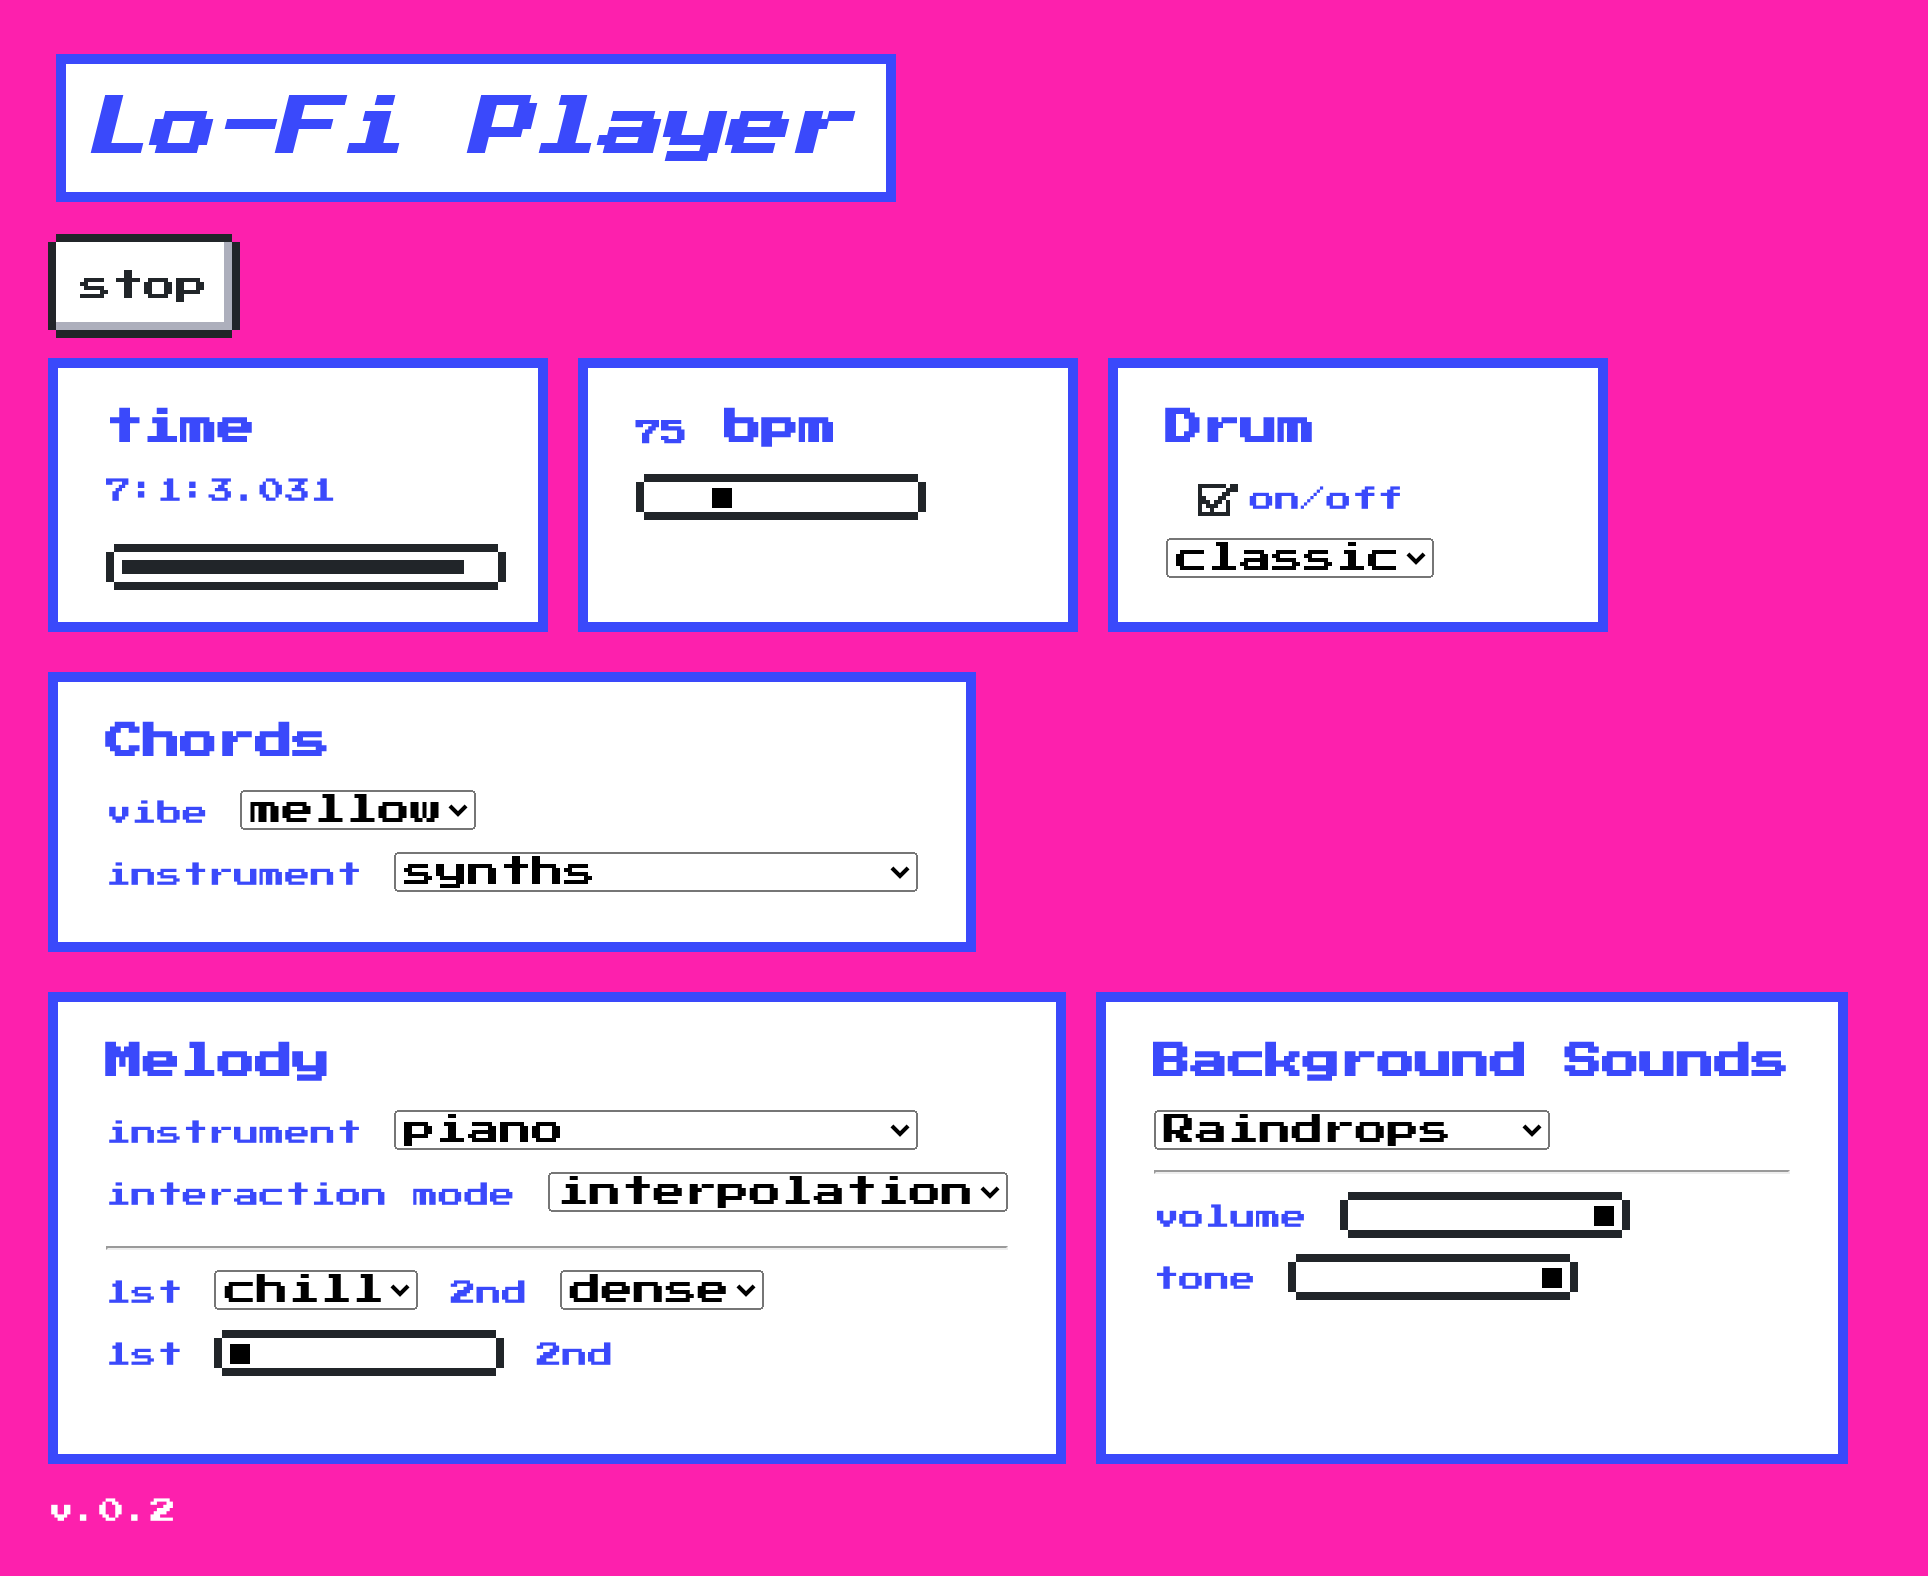 Lo-Fi Player
stop
time
7:1:3.031
75 bpm
Drum
on/off
classic
Chords
vibe mellow
instrument synths
Melody
instrument piano
interaction mode interpolation
1st chill 2nd dense
1st 2nd
Background Sounds
Raindrops
volume
tone
v.0.2